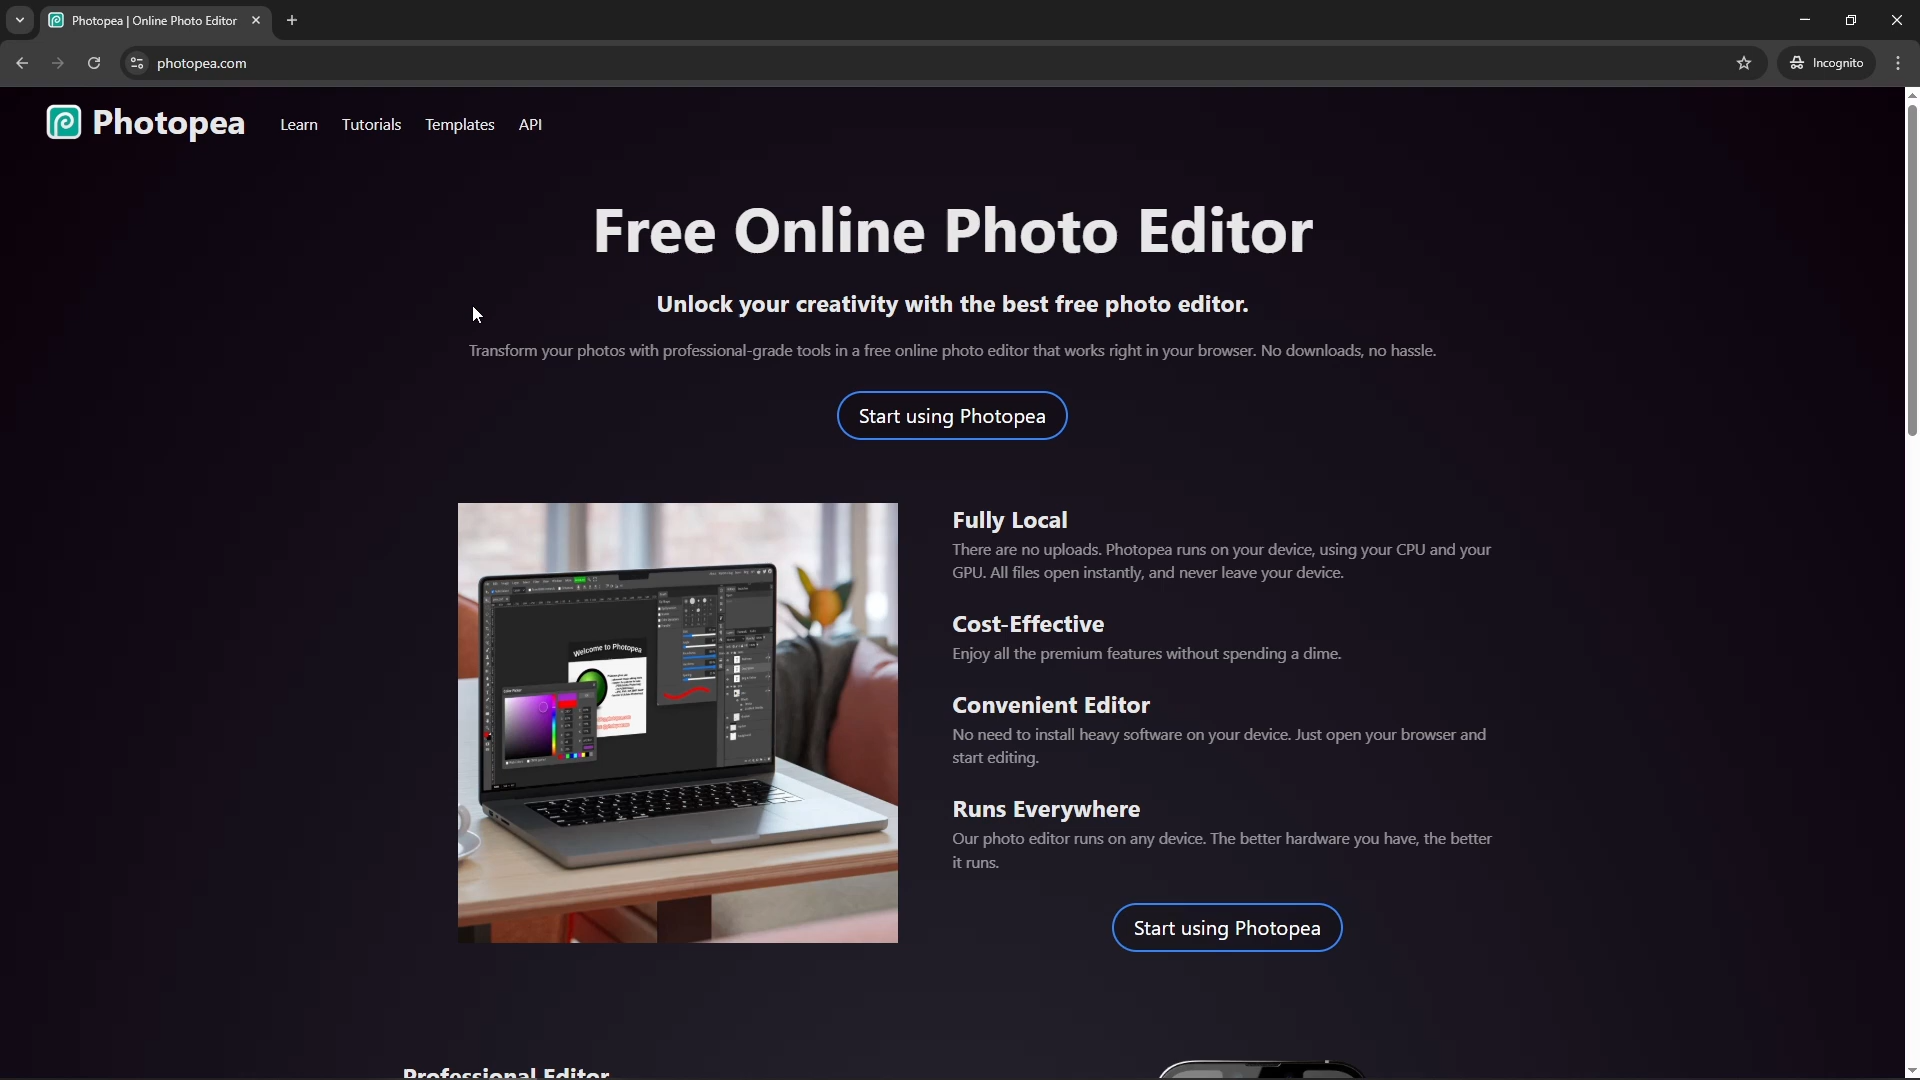 Photopea | Online Photo Editor
photopea.com
Incognito
Photopea
Learn
Tutorials
Templates
API
Free Online Photo Editor
Unlock your creativity with the best free photo editor.
Transform your photos with professional-grade tools in a free online photo editor that works right in your browser. No downloads, no hassle.
Start using Photopea
Welcome to Photopea
Fully Local
There are no uploads. Photopea runs on your device, using your CPU and your
GPU. All files open instantly, and never leave your device.
Cost-Effective
Enjoy all the premium features without spending a dime.
Convenient Editor
No need to install heavy software on your device. Just open your browser and
start editing.
Runs Everywhere
Our photo editor runs on any device. The better hardware you have, the better
it runs.
Start using Photopea
Professional Editor